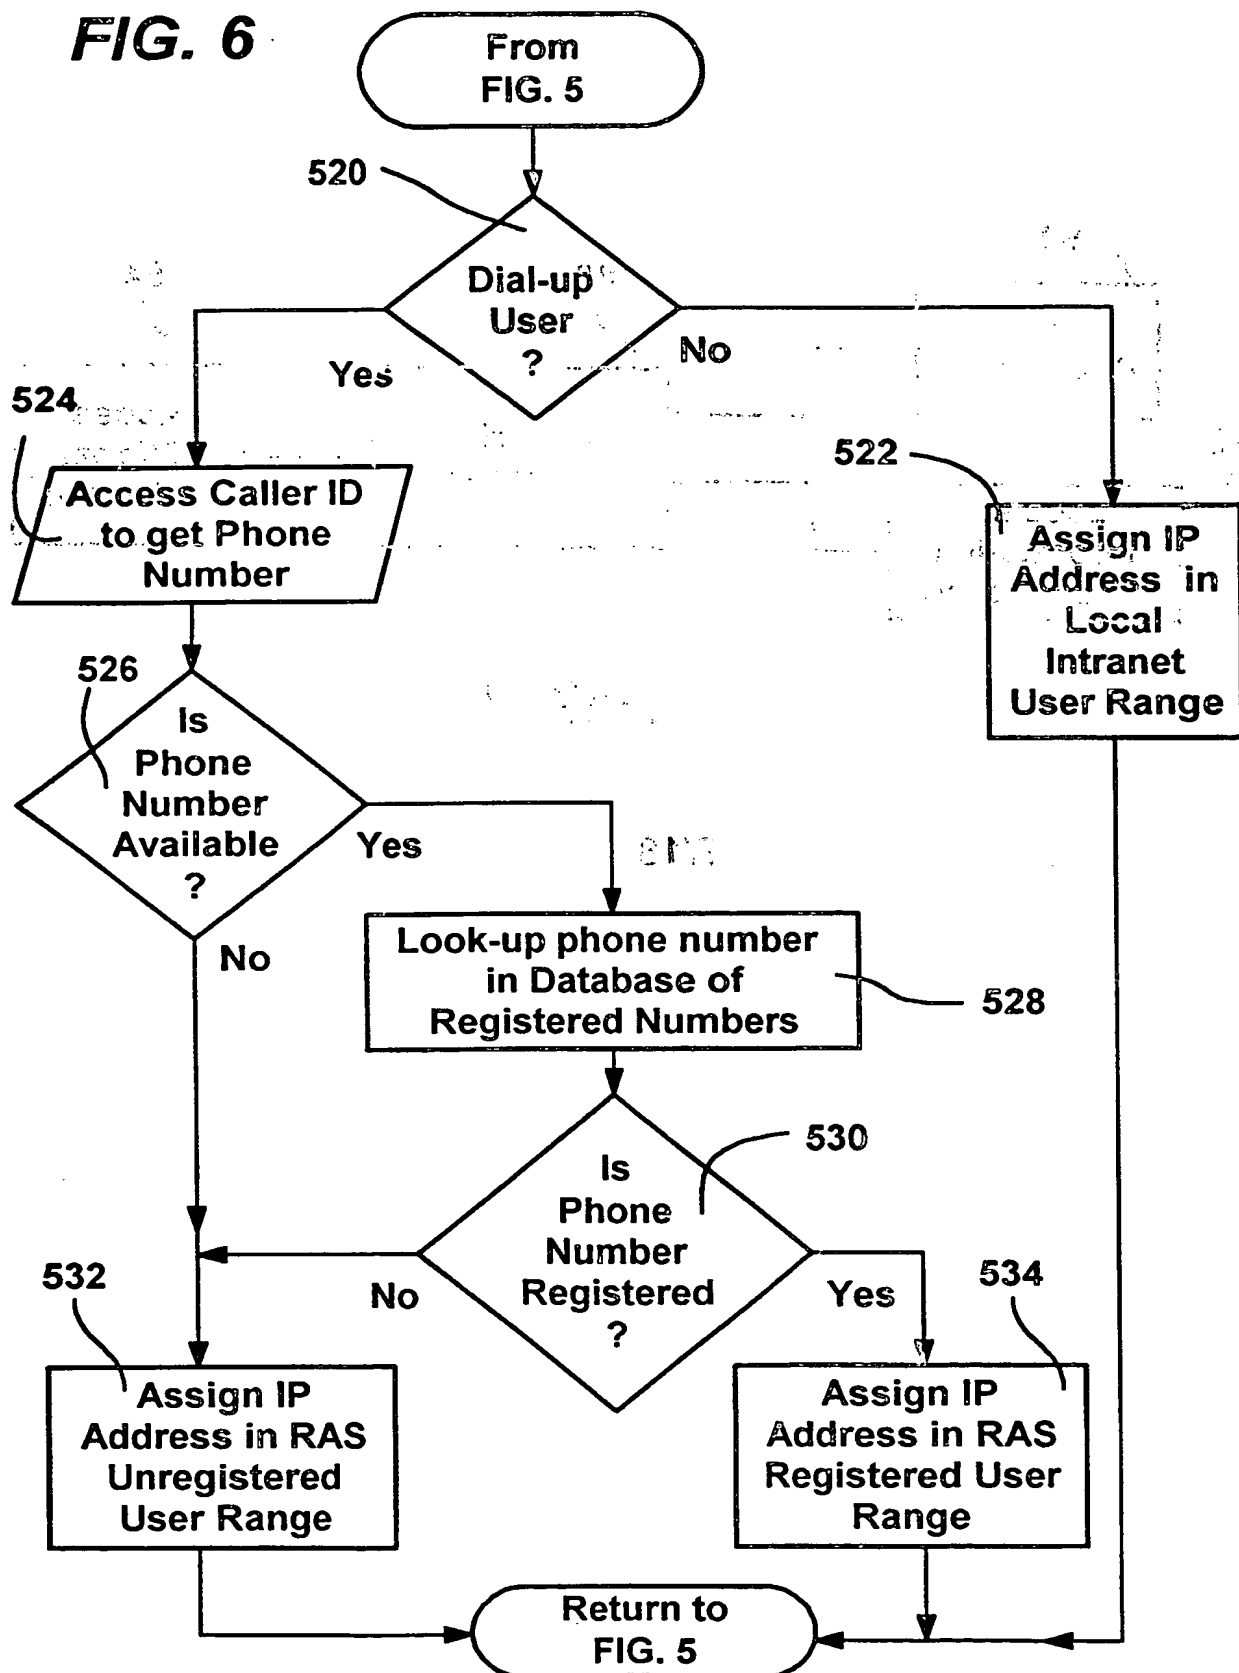 FIG. 6
From
FIG. 5
520
Dial-up
User
?
Yes
No
524
Access Caller ID
to get Phone
Number
522
Assign IP
Address in
Local
Intranet
User Range
526
Is
Phone
Number
Available
?
Yes
No
Look-up phone number
in Database of
Registered Numbers
528
530
Is
Phone
Number
Registered
?
No
Yes
532
Assign IP
Address in RAS
Unregistered
User Range
534
Assign IP
Address in RAS
Registered User
Range
Return to
FIG. 5